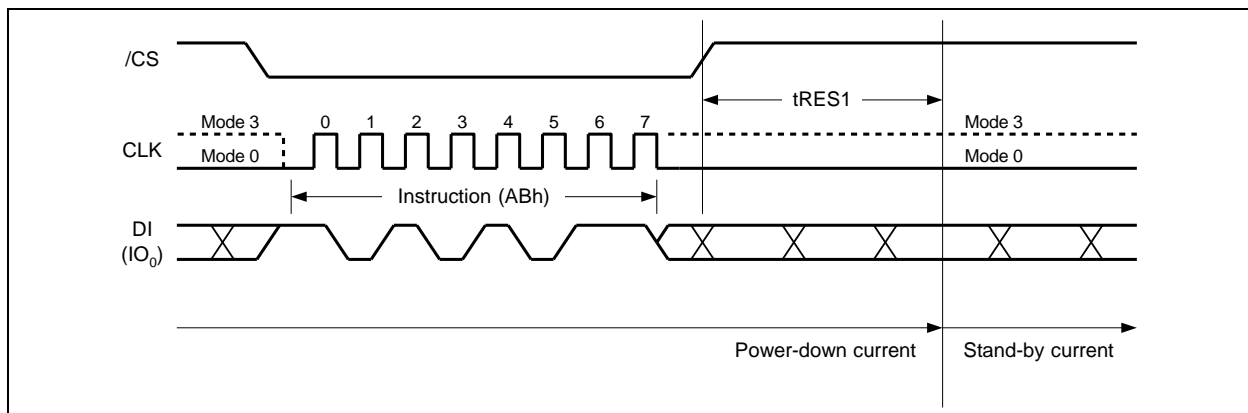 /CS
tRES1
Mode 3
0 1 2 3 4 5 6 7
Mode 3
CLK
Mode 0
Mode 0
Instruction (ABh)
DI
(IO₀)
Power-down current
Stand-by current